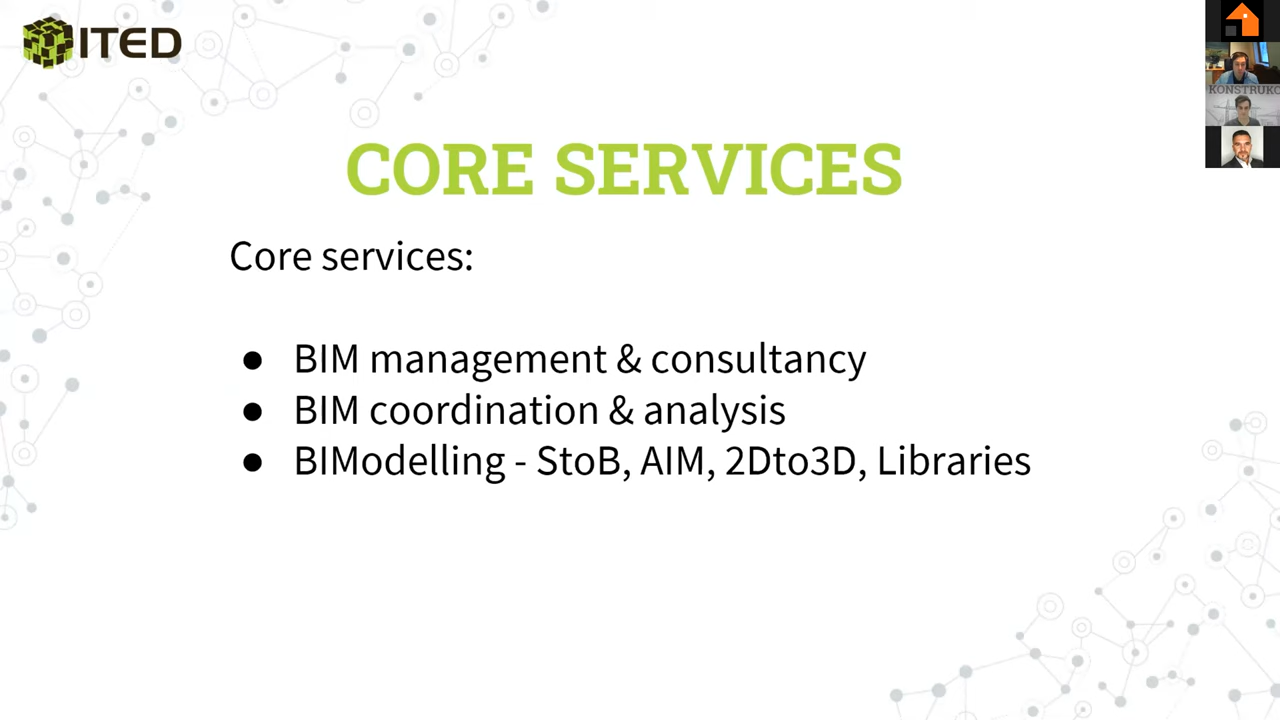 ITED
KONSTRUKC
CORE SERVICES
Core services:
● BIM management & consultancy
● BIM coordination & analysis
● BIModelling - StoB, AIM, 2Dto3D, Libraries